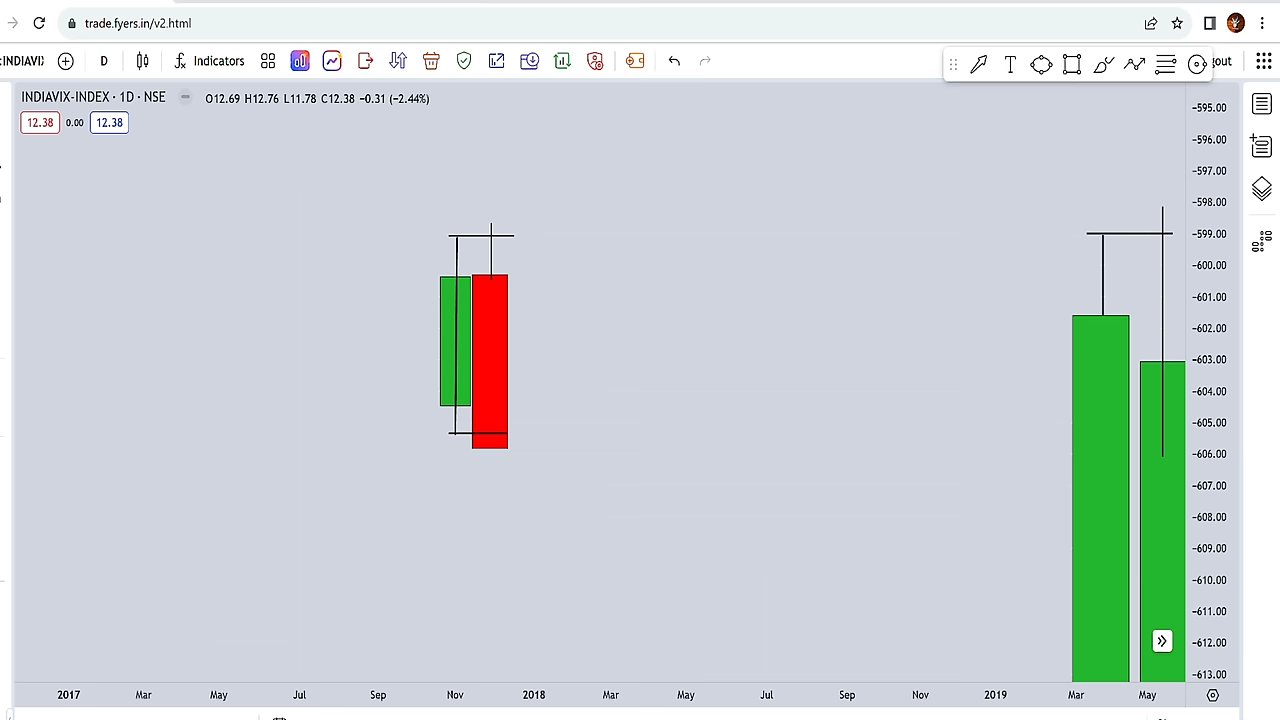 trade.fyers.in/v2.html
:INDIAVI)
D
Indicators
gout
INDIAVIX-INDEX · 1D · NSE
O12.69 H12.76 L11.78 C12.38 −0.31 (−2.44%)
12.38 0.00 12.38
−595.00
−596.00
−597.00
−598.00
−599.00
−600.00
−601.00
−602.00
−603.00
−604.00
−605.00
−606.00
−607.00
−608.00
−609.00
−610.00
−611.00
−612.00
−613.00
2017 Mar May Jul Sep Nov 2018 Mar May Jul Sep Nov 2019 Mar May